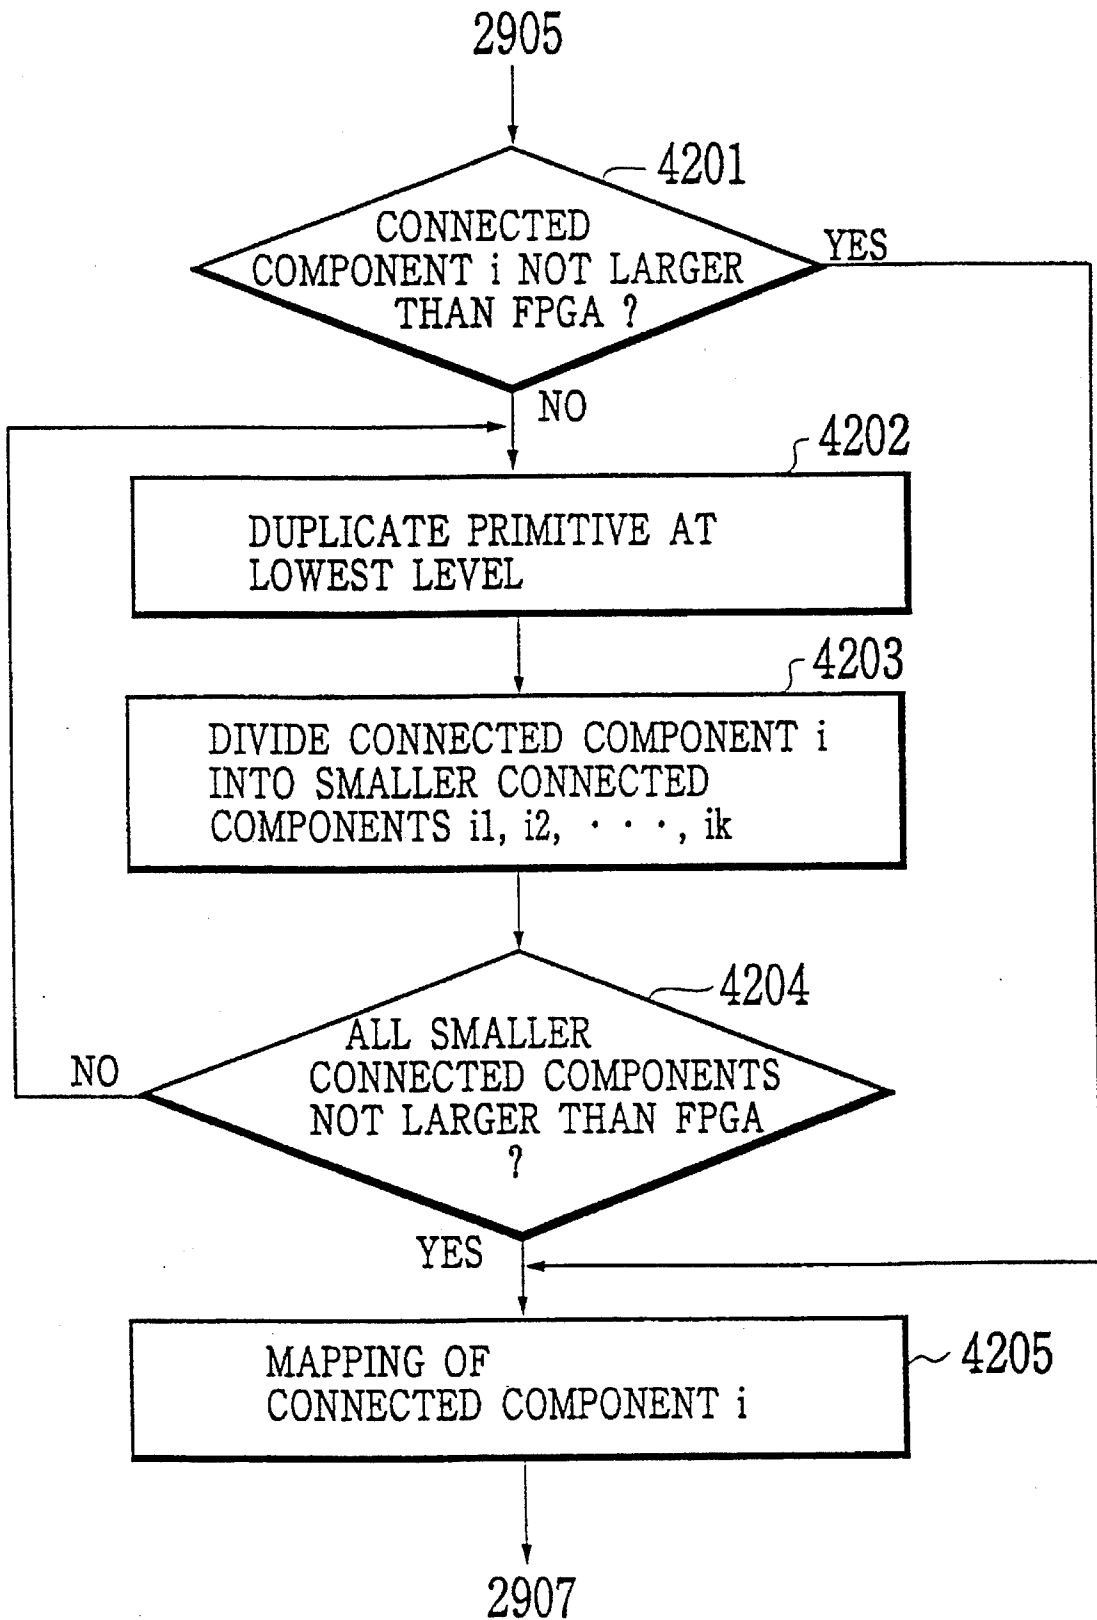 2905
4201
CONNECTED
COMPONENT i NOT LARGER
THAN FPGA ?
YES
NO
4202
DUPLICATE PRIMITIVE AT
LOWEST LEVEL
4203
DIVIDE CONNECTED COMPONENT i
INTO SMALLER CONNECTED
COMPONENTS i1, i2, · · ·, ik
4204
ALL SMALLER
CONNECTED COMPONENTS
NOT LARGER THAN FPGA
?
NO
YES
MAPPING OF
CONNECTED COMPONENT i
4205
2907